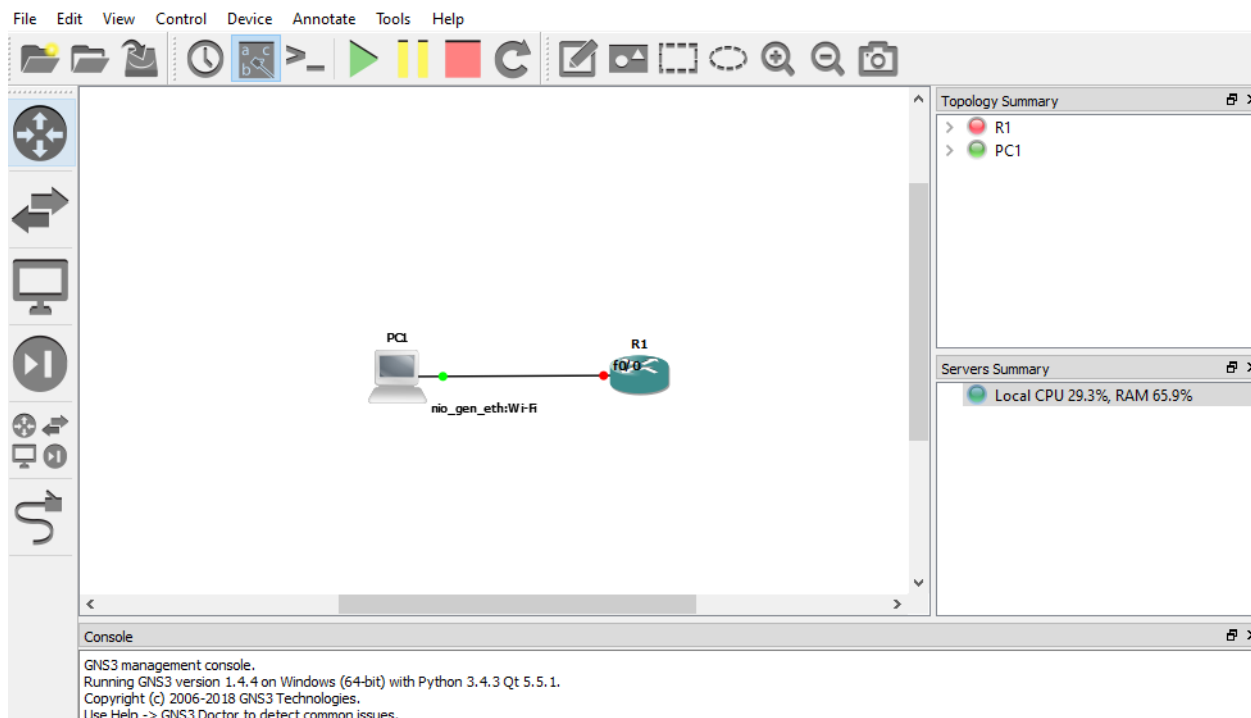 File Edit View Control Device Annotate Tools Help
a c
b
Topology Summary
R1
PC1
PC1
R1
f0/0
nio_gen_eth:Wi-Fi
Servers Summary
Local CPU 29.3%, RAM 65.9%
Console
GNS3 management console.
Running GNS3 version 1.4.4 on Windows (64-bit) with Python 3.4.3 Qt 5.5.1.
Copyright (c) 2006-2018 GNS3 Technologies.
Use Help -> GNS3 Doctor to detect common issues.